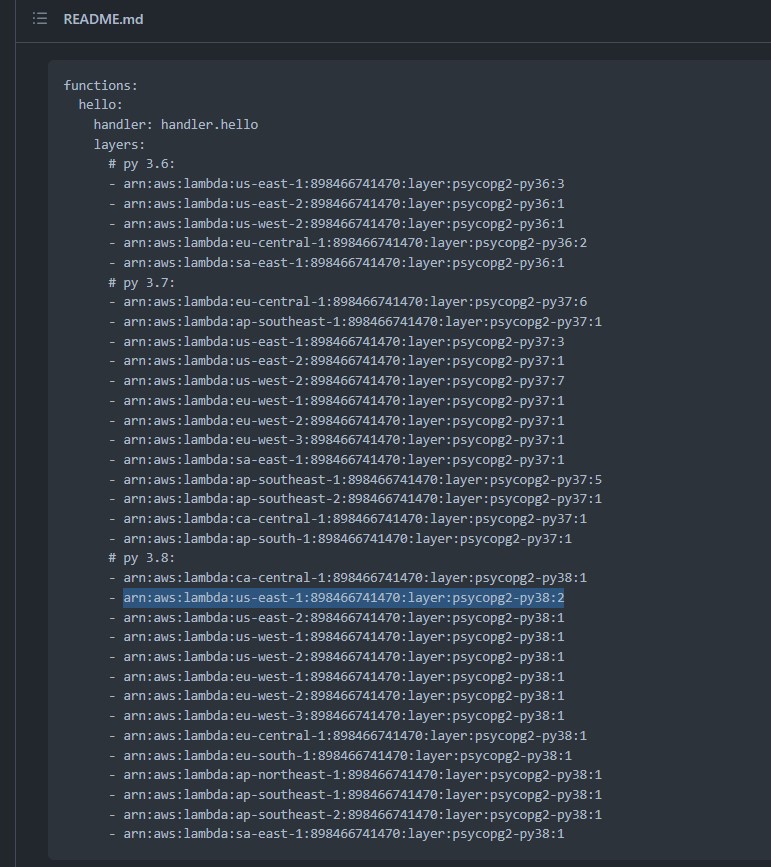 README.md
functions:
hello:
handler: handler.hello
layers:
# py 3.6:
- arn:aws:lambda:us-east-1:898466741470:layer:psycopg2-py36:3
- arn:aws:lambda:us-east-2:898466741470:layer:psycopg2-py36:1
- arn:aws:lambda:us-west-2:898466741470:layer:psycopg2-py36:1
- arn:aws:lambda:eu-central-1:898466741470:layer:psycopg2-py36:2
- arn:aws:lambda:sa-east-1:898466741470:layer:psycopg2-py36:1
# py 3.7:
- arn:aws:lambda:eu-central-1:898466741470:layer:psycopg2-py37:6
- arn:aws:lambda:ap-southeast-1:898466741470:layer:psycopg2-py37:1
- arn:aws:lambda:us-east-1:898466741470:layer:psycopg2-py37:3
- arn:aws:lambda:us-east-2:898466741470:layer:psycopg2-py37:1
- arn:aws:lambda:us-west-2:898466741470:layer:psycopg2-py37:7
- arn:aws:lambda:eu-west-1:898466741470:layer:psycopg2-py37:1
- arn:aws:lambda:eu-west-2:898466741470:layer:psycopg2-py37:1
- arn:aws:lambda:eu-west-3:898466741470:layer:psycopg2-py37:1
- arn:aws:lambda:sa-east-1:898466741470:layer:psycopg2-py37:1
- arn:aws:lambda:ap-southeast-1:898466741470:layer:psycopg2-py37:5
- arn:aws:lambda:ap-southeast-2:898466741470:layer:psycopg2-py37:1
- arn:aws:lambda:ca-central-1:898466741470:layer:psycopg2-py37:1
- arn:aws:lambda:ap-south-1:898466741470:layer:psycopg2-py37:1
# py 3.8:
- arn:aws:lambda:ca-central-1:898466741470:layer:psycopg2-py38:1
- arn:aws:lambda:us-east-1:898466741470:layer:psycopg2-py38:2
- arn:aws:lambda:us-east-2:898466741470:layer:psycopg2-py38:1
- arn:aws:lambda:us-west-1:898466741470:layer:psycopg2-py38:1
- arn:aws:lambda:us-west-2:898466741470:layer:psycopg2-py38:1
- arn:aws:lambda:eu-west-1:898466741470:layer:psycopg2-py38:1
- arn:aws:lambda:eu-west-2:898466741470:layer:psycopg2-py38:1
- arn:aws:lambda:eu-west-3:898466741470:layer:psycopg2-py38:1
- arn:aws:lambda:eu-central-1:898466741470:layer:psycopg2-py38:1
- arn:aws:lambda:eu-south-1:898466741470:layer:psycopg2-py38:1
- arn:aws:lambda:ap-northeast-1:898466741470:layer:psycopg2-py38:1
- arn:aws:lambda:ap-southeast-1:898466741470:layer:psycopg2-py38:1
- arn:aws:lambda:ap-southeast-2:898466741470:layer:psycopg2-py38:1
- arn:aws:lambda:sa-east-1:898466741470:layer:psycopg2-py38:1